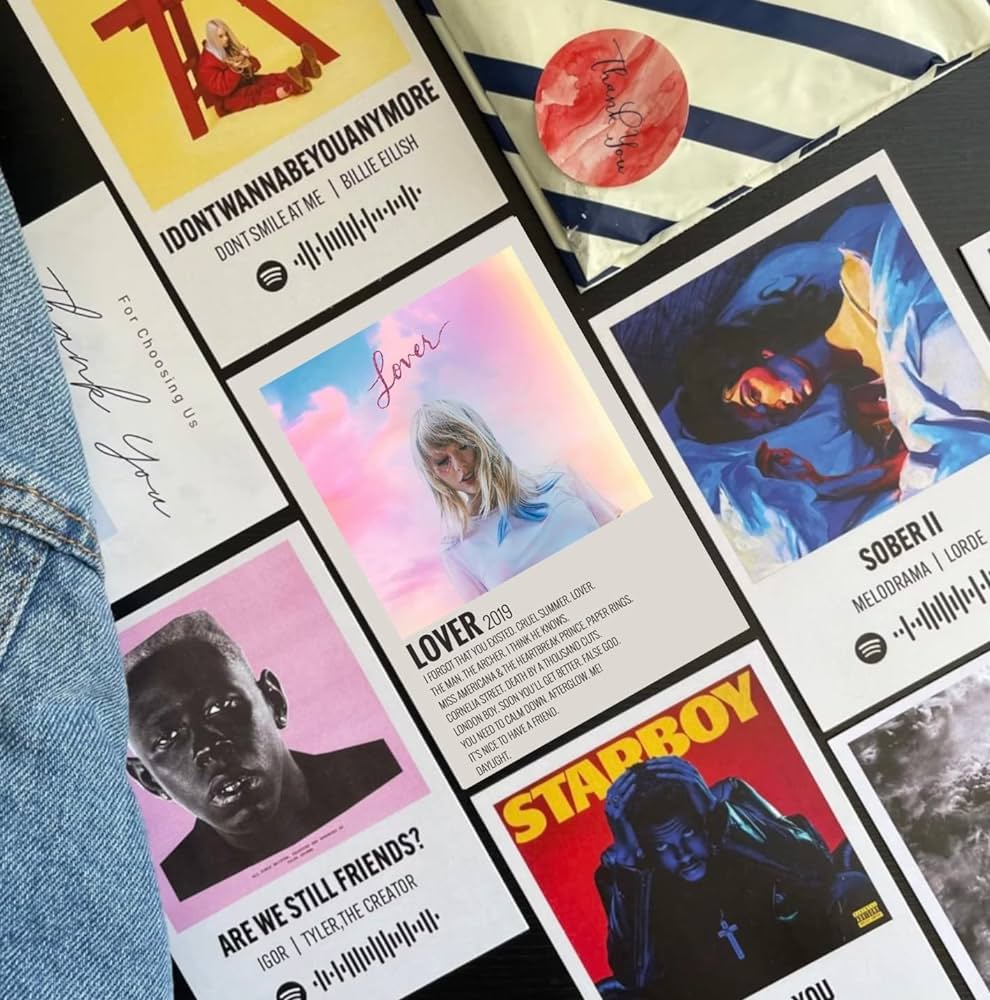 IDONTWANNABEYOUANYMORE
DONT SMILE AT ME | BILLIE EILISH
Thank You
For Choosing Us
Thank You
Lover
LOVER 2019
I FORGOT THAT YOU EXISTED. CRUEL SUMMER. LOVER.
THE MAN. THE ARCHER. I THINK HE KNOWS.
MISS AMERICANA & THE HEARTBREAK PRINCE. PAPER RINGS.
CORNELIA STREET. DEATH BY A THOUSAND CUTS.
LONDON BOY. SOON YOU'LL GET BETTER. FALSE GOD.
YOU NEED TO CALM DOWN. AFTERGLOW. ME!
IT'S NICE TO HAVE A FRIEND.
DAYLIGHT.
SOBER II
MELODRAMA | LORDE
ARE WE STILL FRIENDS?
IGOR | TYLER,THE CREATOR
STARBOY
YOU